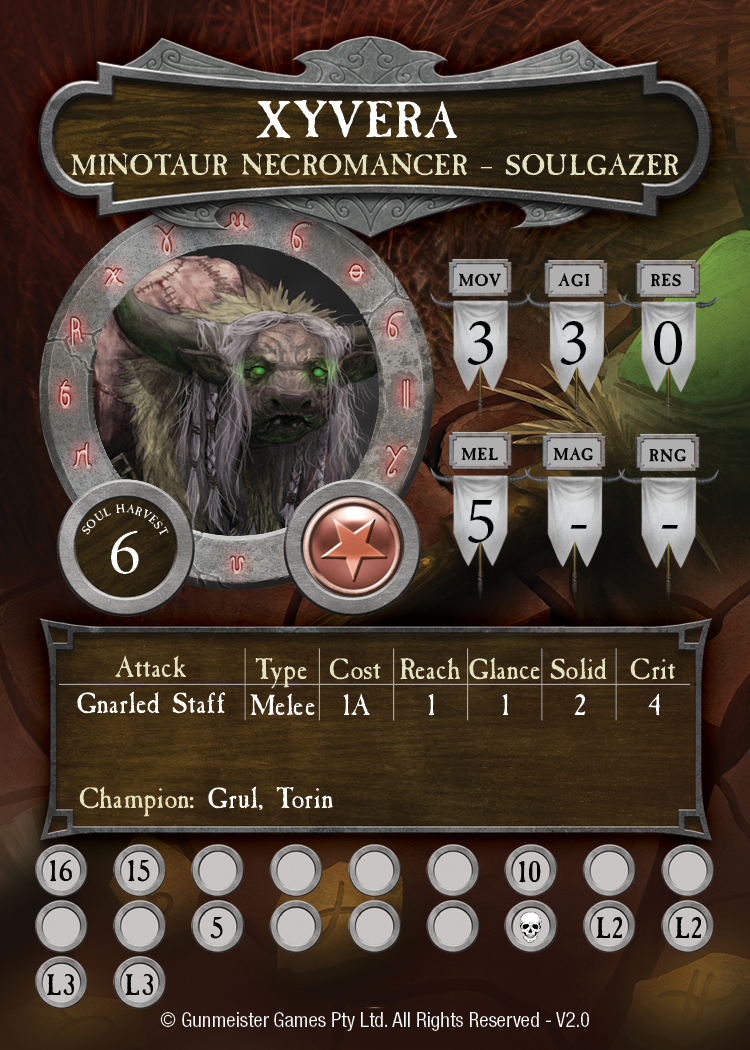 XYVERA
MINOTAUR NECROMANCER – SOULGAZER
MOV AGI RES
3 3 0
MEL MAG RNG
5 - -
SOUL HARVEST
6
Attack Type Cost Reach Glance Solid Crit
Gnarled Staff Melee 1A 1 1 2 4
Champion: Grul, Torin
16 15 10
5 L2 L2
L3 L3
© Gunmeister Games Pty Ltd. All Rights Reserved - V2.0